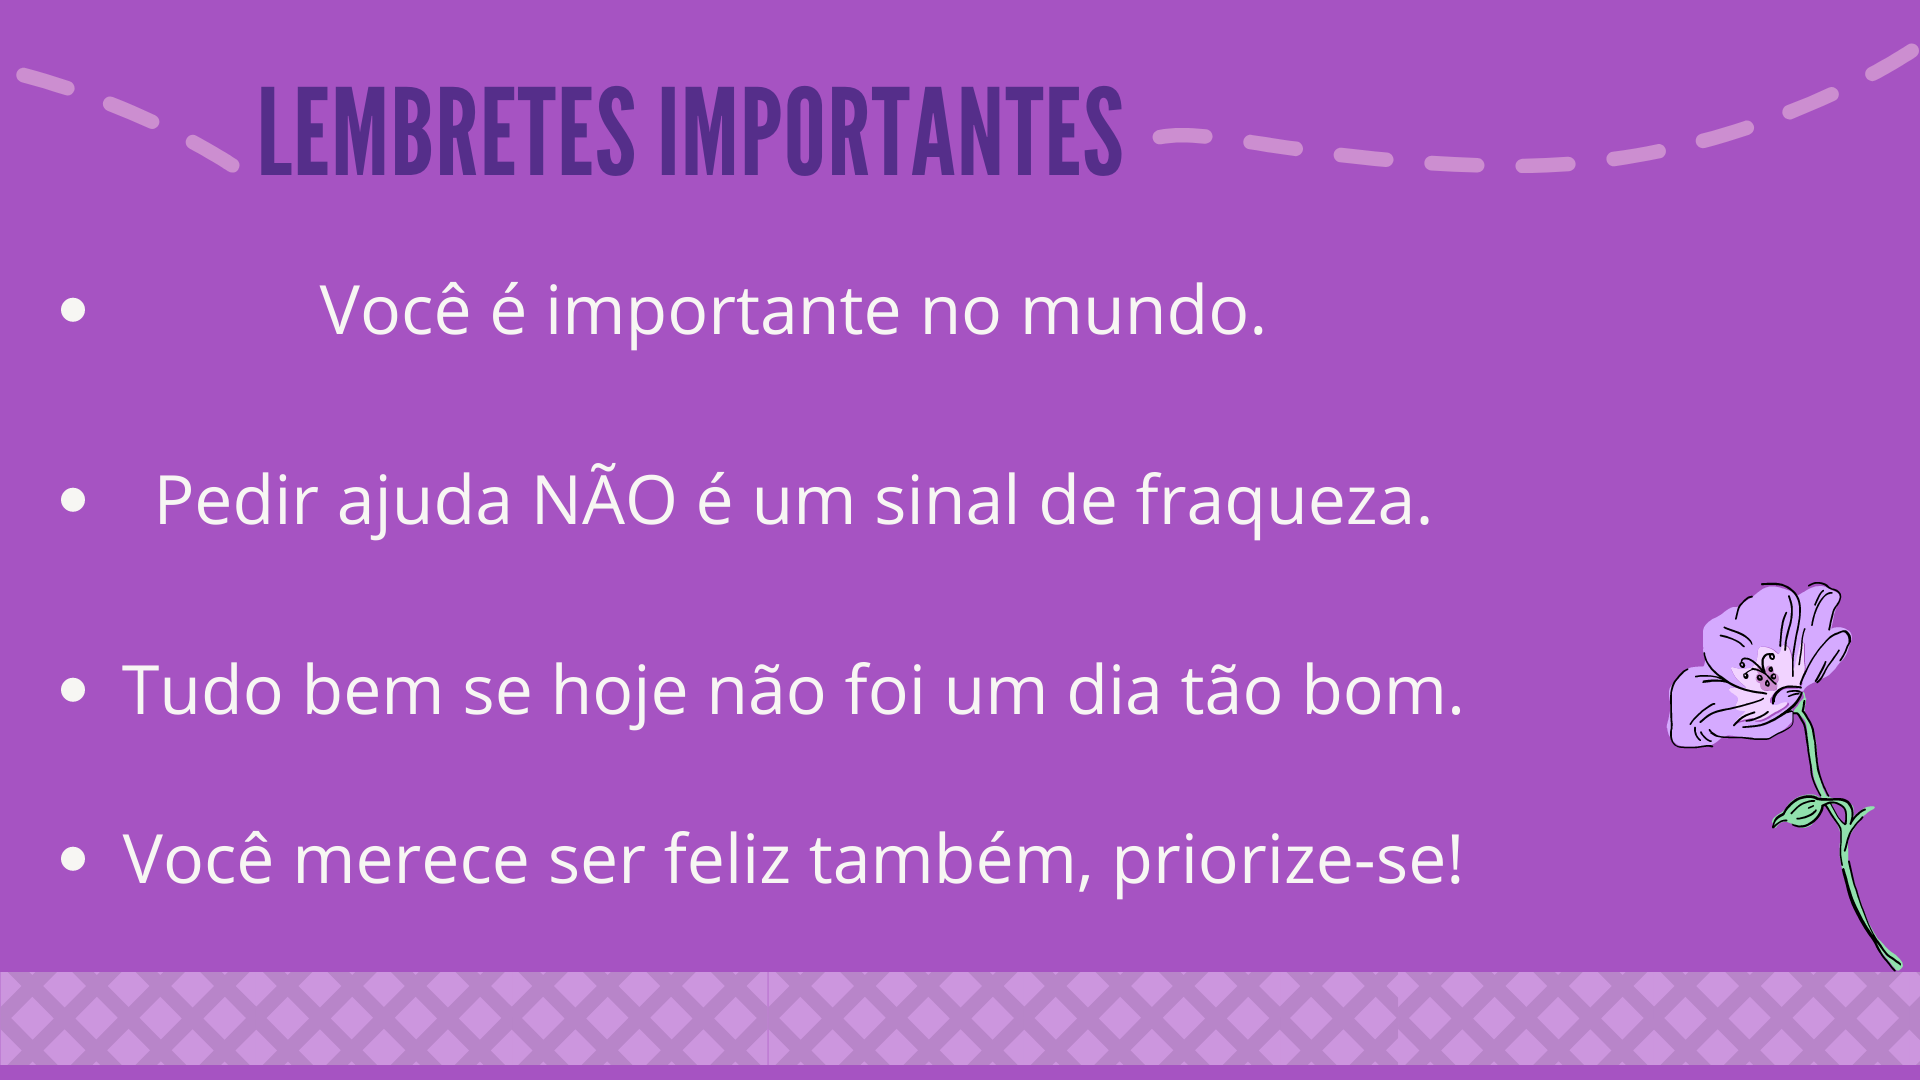 LEMBRETES IMPORTANTES
• Você é importante no mundo.
• Pedir ajuda NÃO é um sinal de fraqueza.
• Tudo bem se hoje não foi um dia tão bom.
• Você merece ser feliz também, priorize-se!